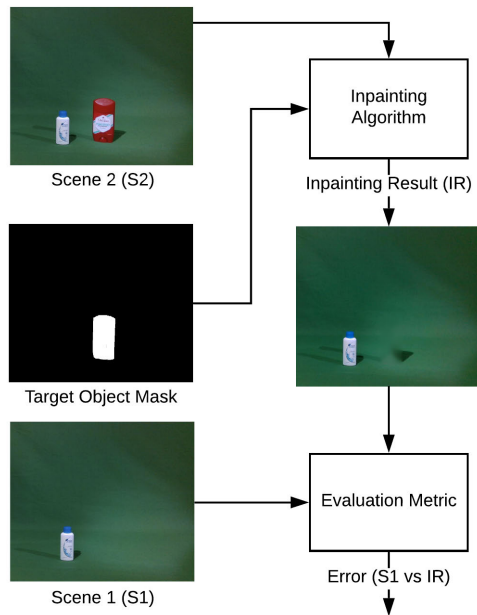 Inpainting
Algorithm
Scene 2 (S2)
Inpainting Result (IR)
Target Object Mask
Evaluation Metric
Error (S1 vs IR)
Scene 1 (S1)